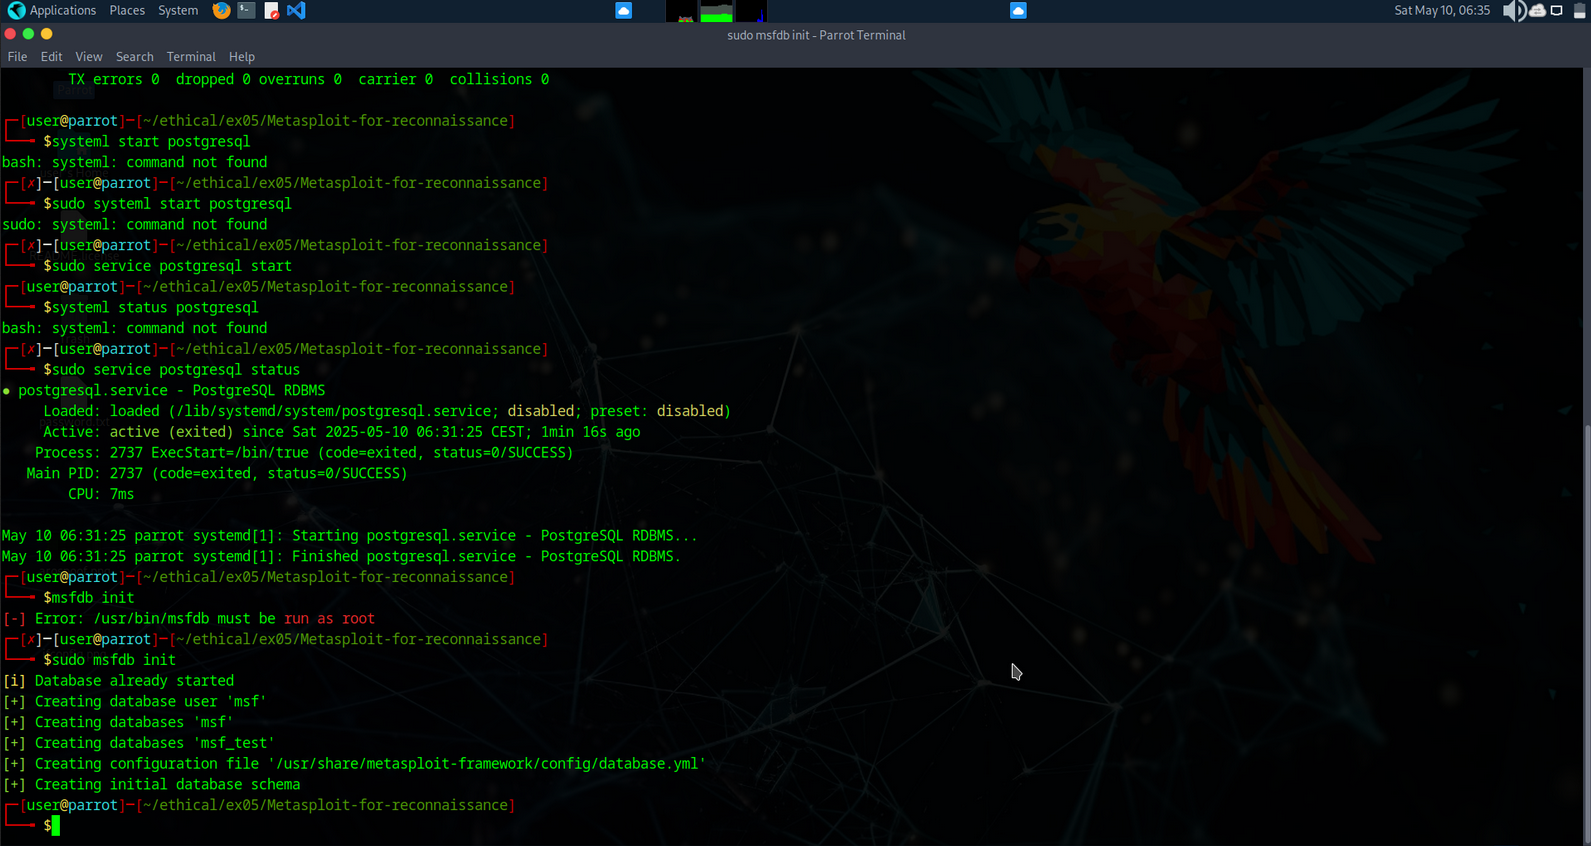 Applications Places System
Sat May 10, 06:35
sudo msfdb init - Parrot Terminal
File Edit View Search Terminal Help
TX errors 0  dropped 0 overruns 0  carrier 0  collisions 0
[user@parrot]─[~/ethical/ex05/Metasploit-for-reconnaissance]
$systeml start postgresql
bash: systeml: command not found
[✗]─[user@parrot]─[~/ethical/ex05/Metasploit-for-reconnaissance]
$sudo systeml start postgresql
sudo: systeml: command not found
[✗]─[user@parrot]─[~/ethical/ex05/Metasploit-for-reconnaissance]
$sudo service postgresql start
[user@parrot]─[~/ethical/ex05/Metasploit-for-reconnaissance]
$systeml status postgresql
bash: systeml: command not found
[✗]─[user@parrot]─[~/ethical/ex05/Metasploit-for-reconnaissance]
$sudo service postgresql status
● postgresql.service - PostgreSQL RDBMS
Loaded: loaded (/lib/systemd/system/postgresql.service; disabled; preset: disabled)
Active: active (exited) since Sat 2025-05-10 06:31:25 CEST; 1min 16s ago
Process: 2737 ExecStart=/bin/true (code=exited, status=0/SUCCESS)
Main PID: 2737 (code=exited, status=0/SUCCESS)
CPU: 7ms
May 10 06:31:25 parrot systemd[1]: Starting postgresql.service - PostgreSQL RDBMS...
May 10 06:31:25 parrot systemd[1]: Finished postgresql.service - PostgreSQL RDBMS.
[user@parrot]─[~/ethical/ex05/Metasploit-for-reconnaissance]
$msfdb init
[-] Error: /usr/bin/msfdb must be run as root
[✗]─[user@parrot]─[~/ethical/ex05/Metasploit-for-reconnaissance]
$sudo msfdb init
[i] Database already started
[+] Creating database user 'msf'
[+] Creating databases 'msf'
[+] Creating databases 'msf_test'
[+] Creating configuration file '/usr/share/metasploit-framework/config/database.yml'
[+] Creating initial database schema
[user@parrot]─[~/ethical/ex05/Metasploit-for-reconnaissance]
$